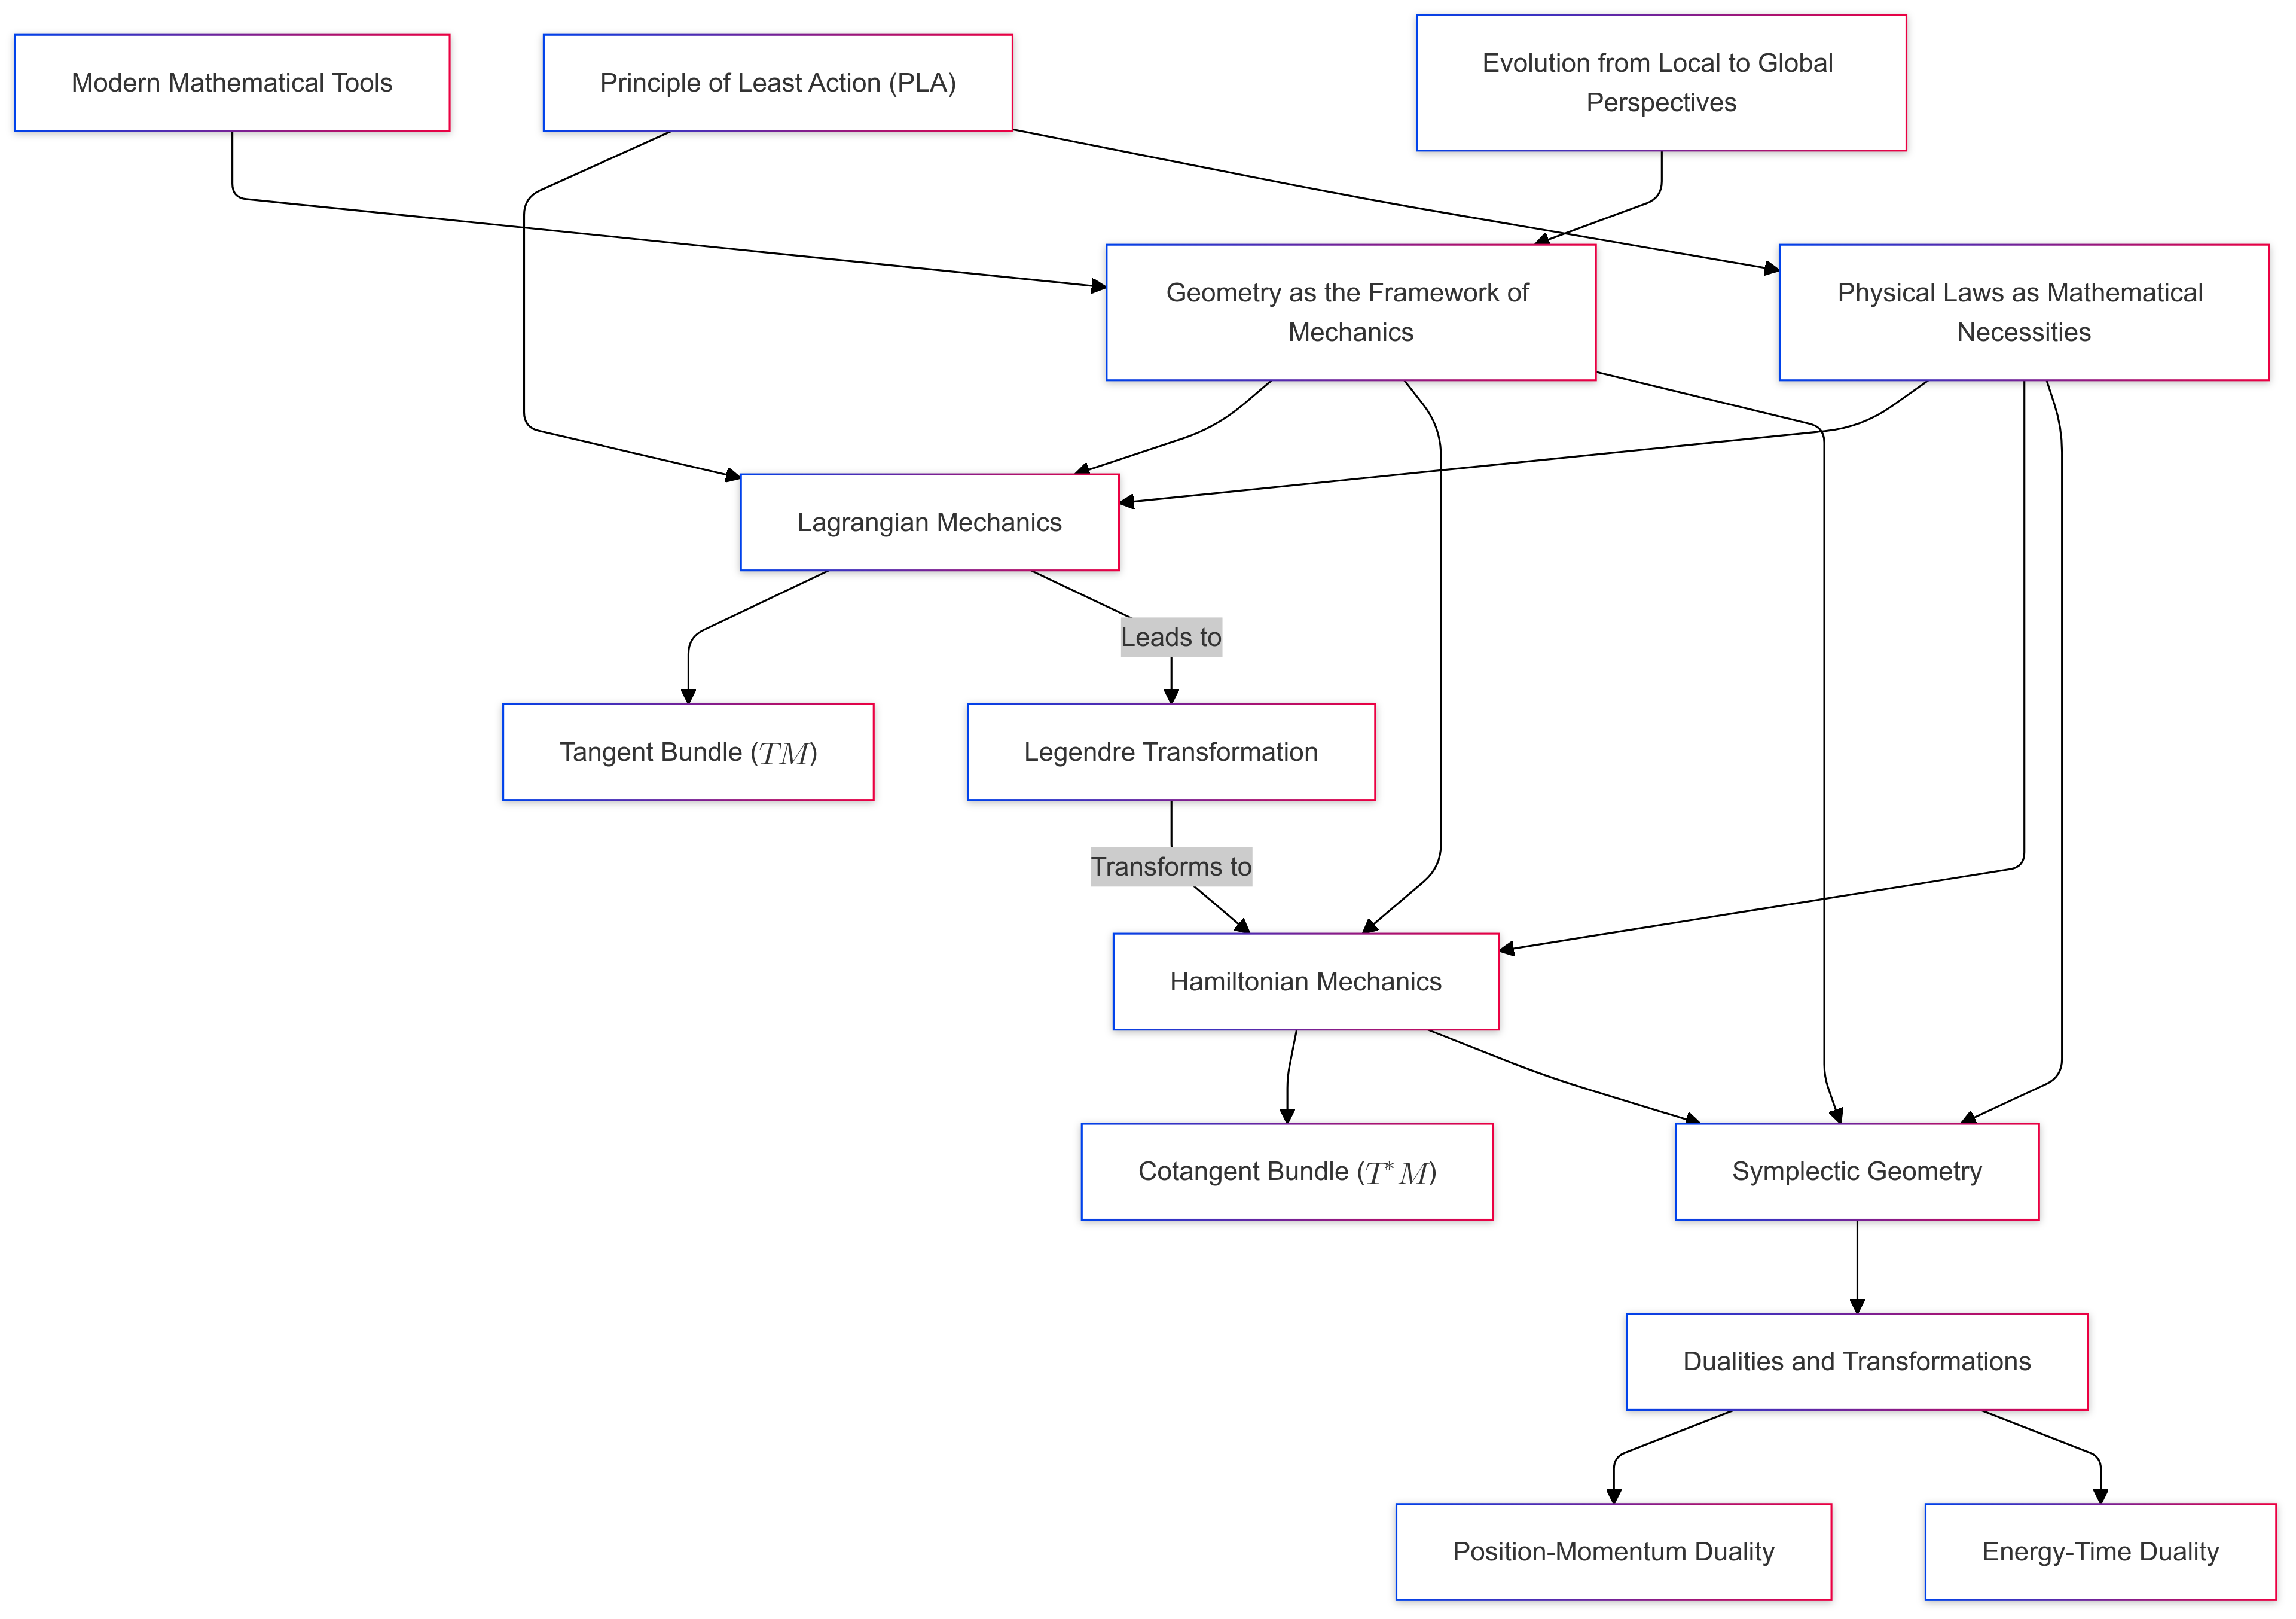 Modern Mathematical Tools
Principle of Least Action (PLA)
Evolution from Local to Global
Perspectives
Geometry as the Framework of
Mechanics
Physical Laws as Mathematical
Necessities
Lagrangian Mechanics
Leads to
Tangent Bundle (TM)
Legendre Transformation
Transforms to
Hamiltonian Mechanics
Cotangent Bundle (T*M)
Symplectic Geometry
Dualities and Transformations
Position-Momentum Duality
Energy-Time Duality